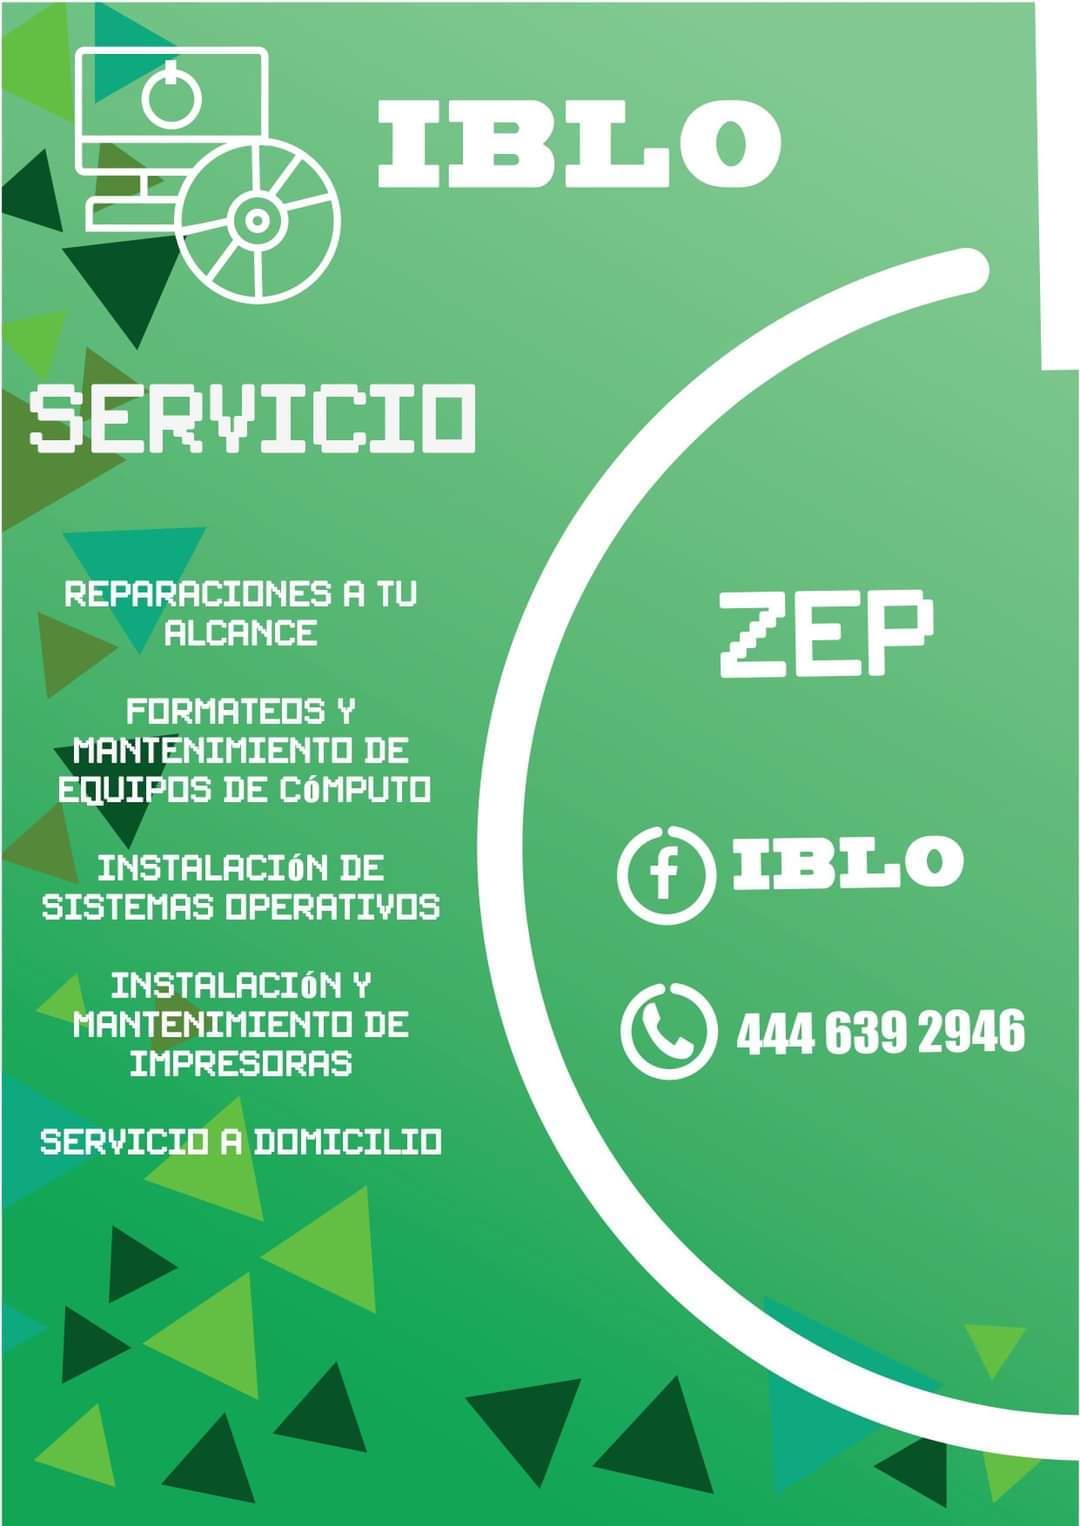 IBLO
SERVICIO
REPARACIONES A TU
ALCANCE
FORMATEOS Y
MANTENIMIENTO DE
EQUIPOS DE CÓMPUTO
INSTALACIÓN DE
SISTEMAS OPERATIVOS
INSTALACIÓN Y
MANTENIMIENTO DE
IMPRESORAS
SERVICIO A DOMICILIO
ZEP
IBLO
444 639 2946